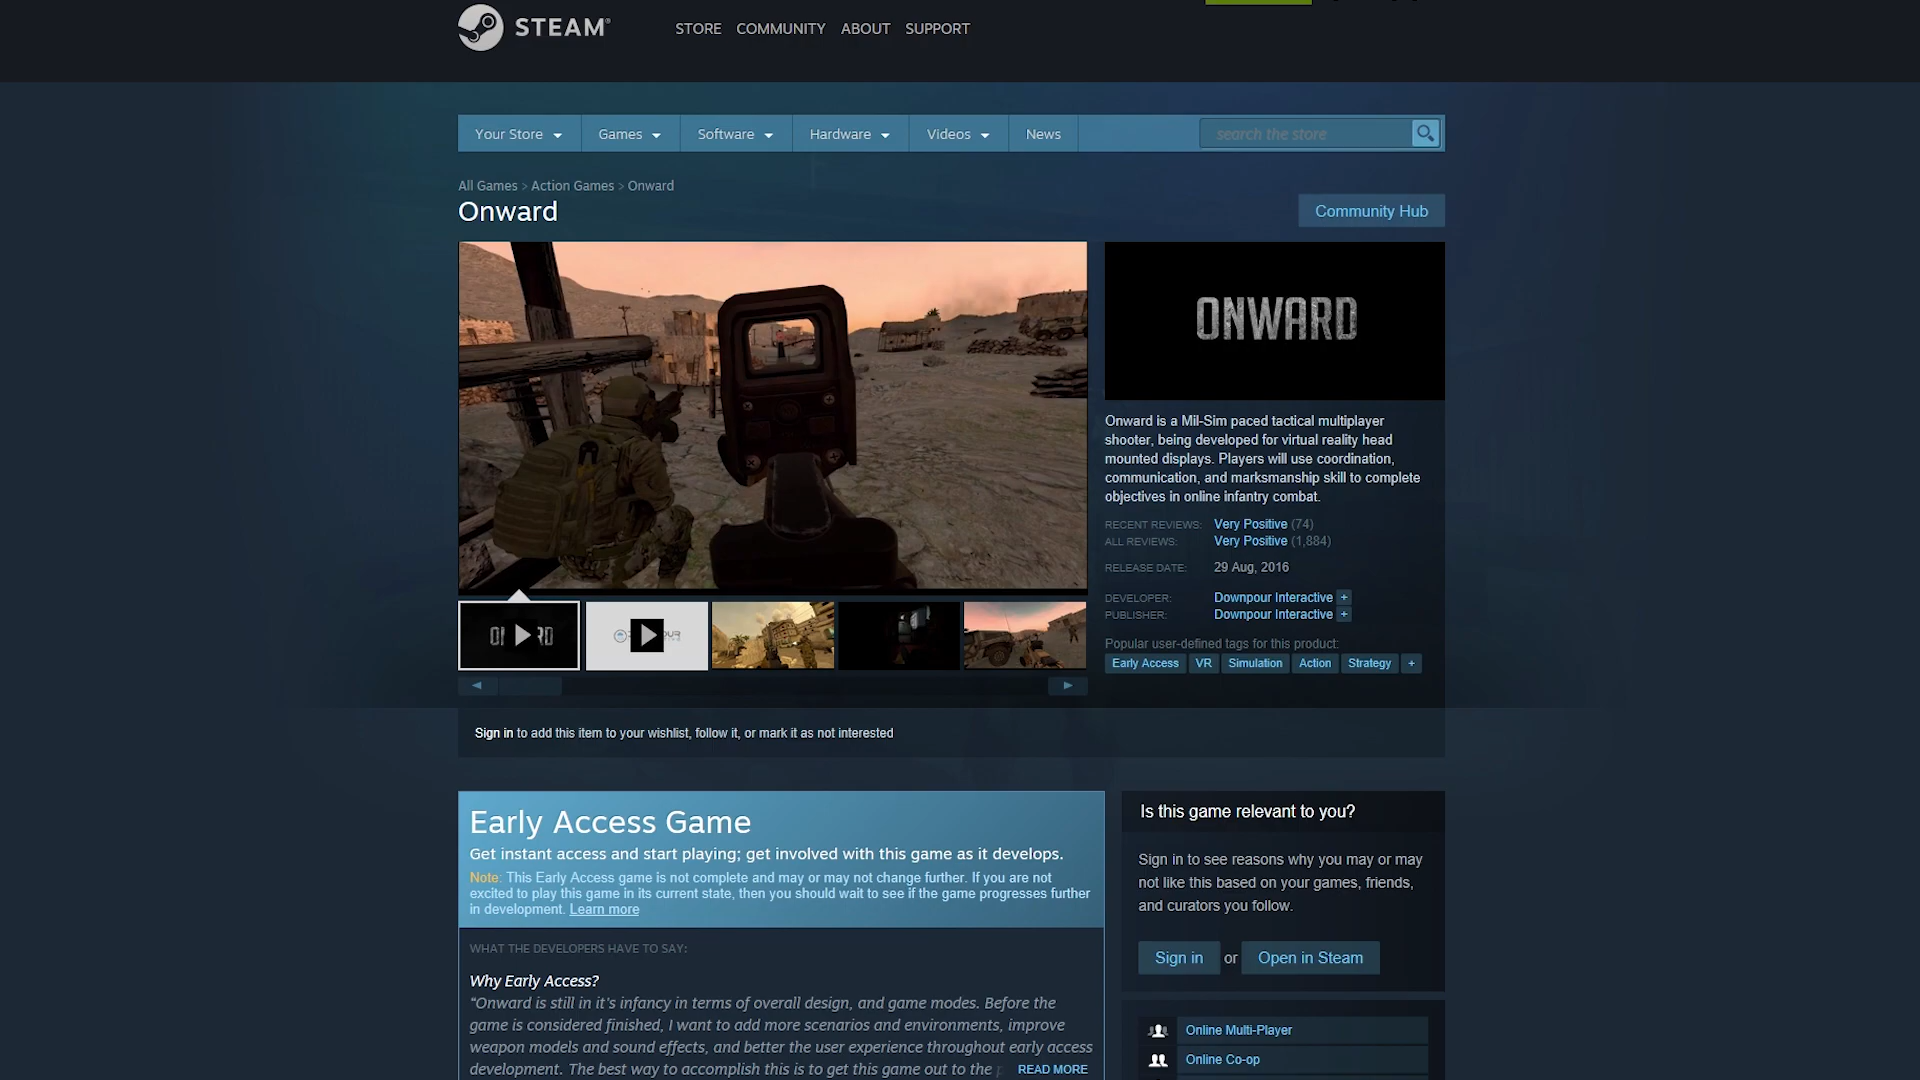 STEAM®
STORE COMMUNITY ABOUT SUPPORT
Your Store Games Software Hardware Videos News search the store
All Games > Action Games > Onward
Onward
Community Hub
ONWARD
Onward is a Mil-Sim paced tactical multiplayer
shooter, being developed for virtual reality head
mounted displays. Players will use coordination,
communication, and marksmanship skill to complete
objectives in online infantry combat.
RECENT REVIEWS: Very Positive (74)
ALL REVIEWS: Very Positive (1,884)
RELEASE DATE: 29 Aug, 2016
DEVELOPER: Downpour Interactive +
PUBLISHER: Downpour Interactive +
Popular user-defined tags for this product:
Early Access VR Simulation Action Strategy +
Sign in to add this item to your wishlist, follow it, or mark it as not interested
Early Access Game
Get instant access and start playing; get involved with this game as it develops.
Note: This Early Access game is not complete and may or may not change further. If you are not
excited to play this game in its current state, then you should wait to see if the game progresses further
in development. Learn more
WHAT THE DEVELOPERS HAVE TO SAY:
Why Early Access?
“Onward is still in it's infancy in terms of overall design, and game modes. Before the
game is considered finished, I want to add more scenarios and environments, improve
weapon models and sound effects, and better the user experience throughout early access
development. The best way to accomplish this is to get this game out to the
READ MORE
Is this game relevant to you?
Sign in to see reasons why you may or may
not like this based on your games, friends,
and curators you follow.
Sign in or Open in Steam
Online Multi-Player
Online Co-op